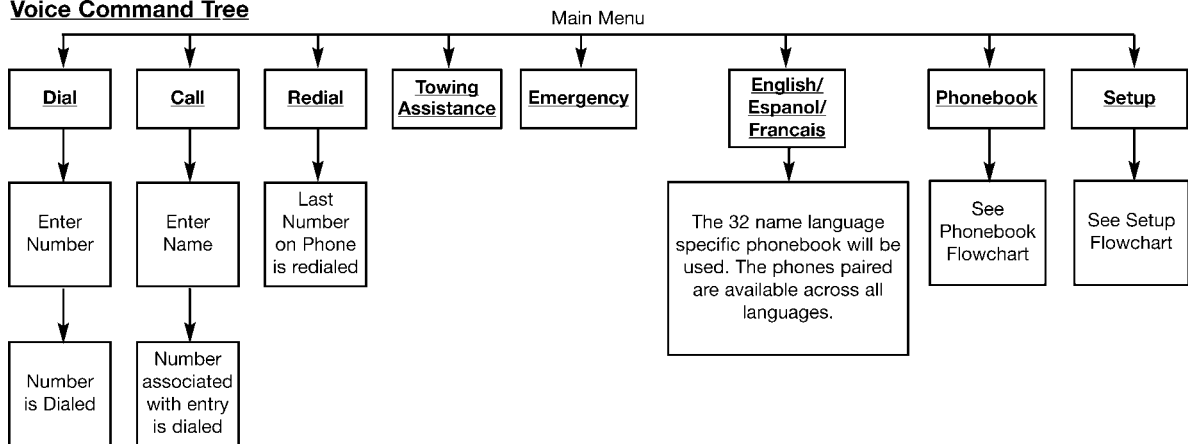 Voice Command Tree
Main Menu
Dial
Call
Redial
Towing
Assistance
Emergency
English/
Espanol/
Francais
Phonebook
Setup
Enter
Number
Enter
Name
Last
Number
on Phone
is redialed
The 32 name language
specific phonebook will be
used. The phones paired
are available across all
languages.
See
Phonebook
Flowchart
See Setup
Flowchart
Number
is Dialed
Number
associated
with entry
is dialed